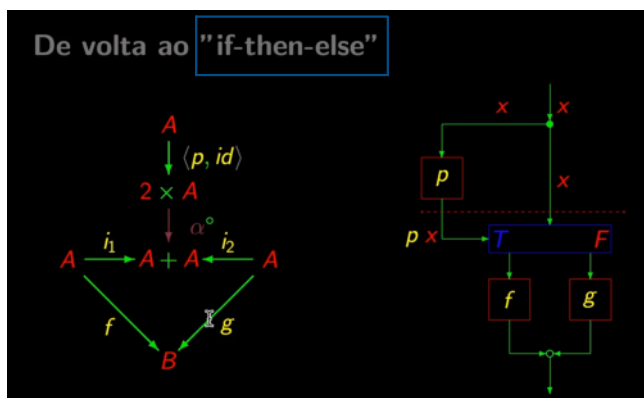 De volta ao "if-then-else"
A
⟨p, id⟩
2 × A
α°
i₁ i₂
A A + A A
f g
B
x x
p
x
p x T F
f g